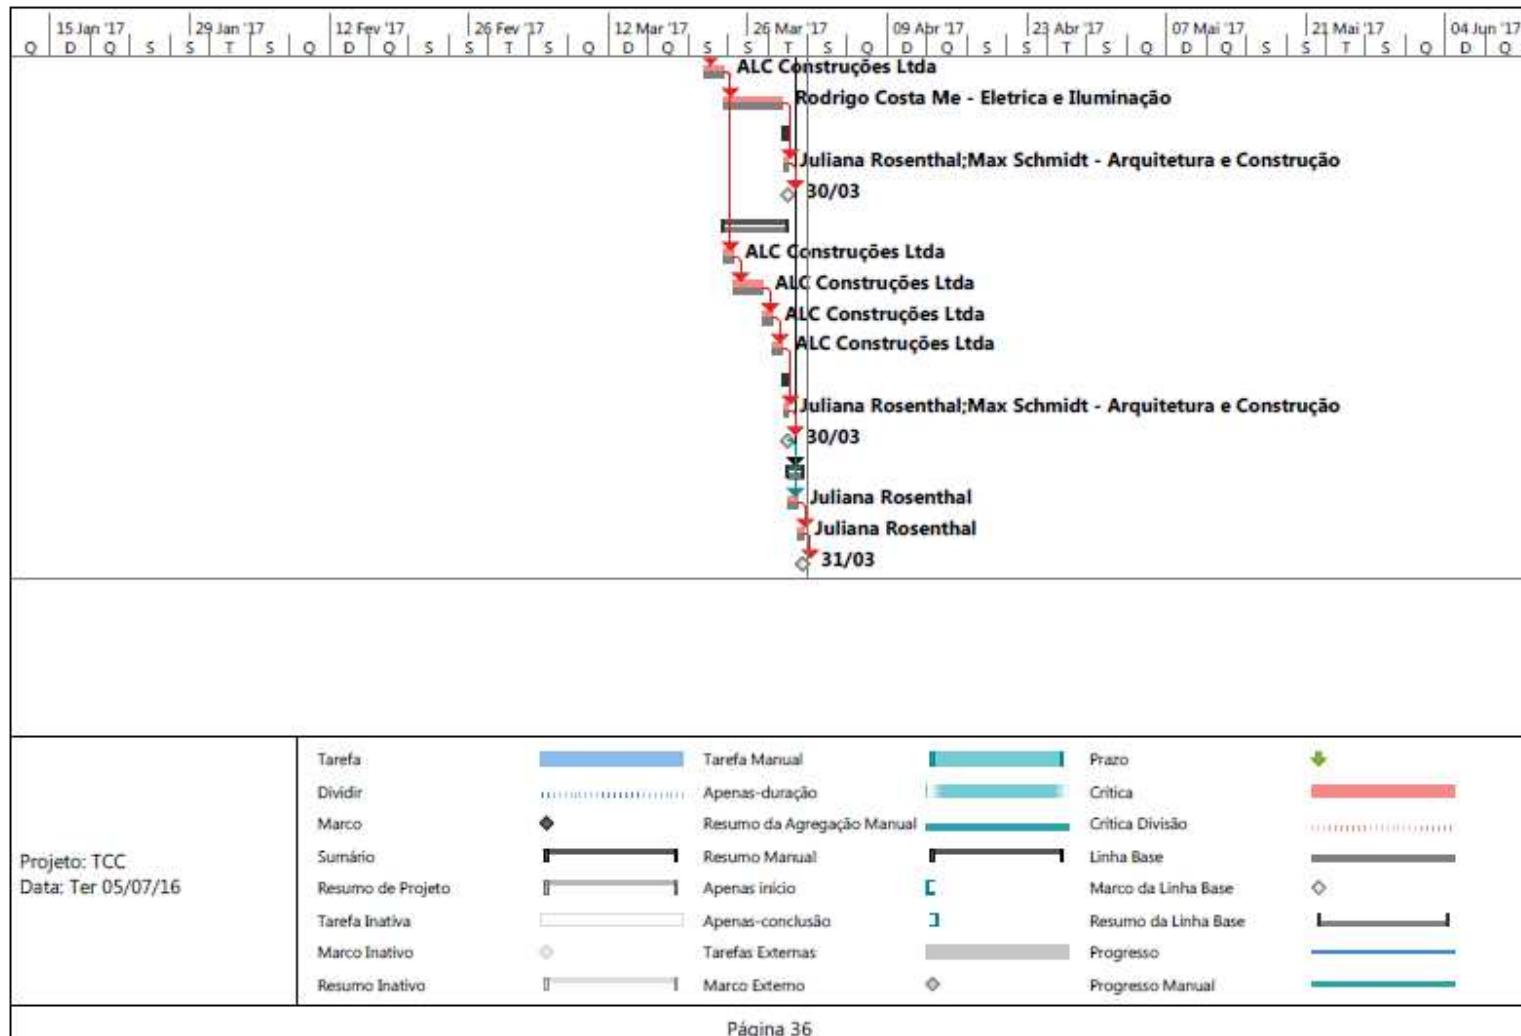 15 Jan '17 29 Jan '17 12 Fev '17 26 Fev '17 12 Mar '17 26 Mar '17 09 Abr '17 23 Abr '17 07 Mai '17 21 Mai '17 04 Jun '17
Q D Q S S T S Q D Q S S T S Q D Q S S T S Q D Q S S T S Q D Q S S T S Q D Q
ALC Construções Ltda
Rodrigo Costa Me - Eletrica e Iluminação
Juliana Rosenthal;Max Schmidt - Arquitetura e Construção
30/03
ALC Construções Ltda
ALC Construções Ltda
ALC Construções Ltda
ALC Construções Ltda
Juliana Rosenthal;Max Schmidt - Arquitetura e Construção
30/03
Juliana Rosenthal
Juliana Rosenthal
31/03
Projeto: TCC
Data: Ter 05/07/16
Tarefa Tarefa Manual Prazo
Dividir Apenas-duração Crítica
Marco Resumo da Agregação Manual Crítica Divisão
Sumário Resumo Manual Linha Base
Resumo de Projeto Apenas início Marco da Linha Base
Tarefa Inativa Apenas-conclusão Resumo da Linha Base
Marco Inativo Tarefas Externas Progresso
Resumo Inativo Marco Externo Progresso Manual
Página 36